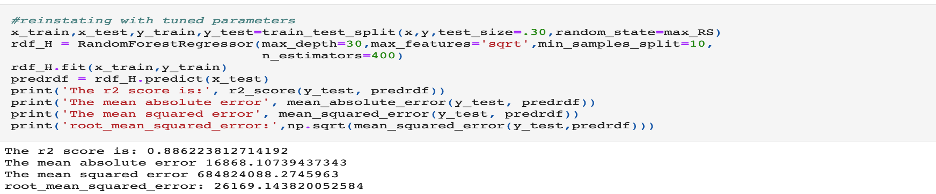 #reinstating with tuned parameters
x_train,x_test,y_train,y_test=train_test_split(x,y,test_size=.30,random_state=max_RS)
rdf_H = RandomForestRegressor(max_depth=30,max_features='sqrt',min_samples_split=10,
n_estimators=400)
rdf_H.fit(x_train,y_train)
predrdf = rdf_H.predict(x_test)
print('The r2 score is:', r2_score(y_test, predrdf))
print('The mean absolute error', mean_absolute_error(y_test, predrdf))
print('The mean squared error', mean_squared_error(y_test, predrdf))
print('root_mean_squared_error:',np.sqrt(mean_squared_error(y_test,predrdf)))
The r2 score is: 0.886223812714192
The mean absolute error 16868.10739437343
The mean squared error 684824088.2745963
root_mean_squared_error: 26169.143820052584